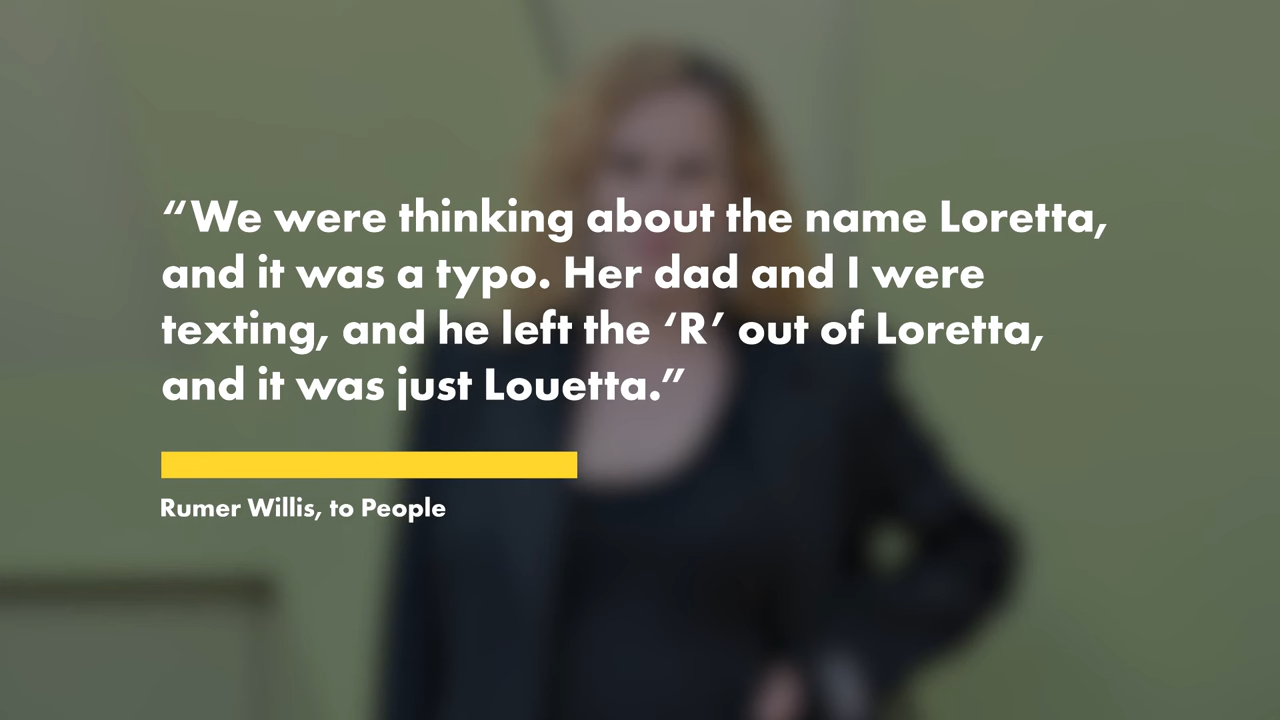 “We were thinking about the name Loretta,
and it was a typo. Her dad and I were
texting, and he left the ‘R’ out of Loretta,
and it was just Louetta.”
Rumer Willis, to People